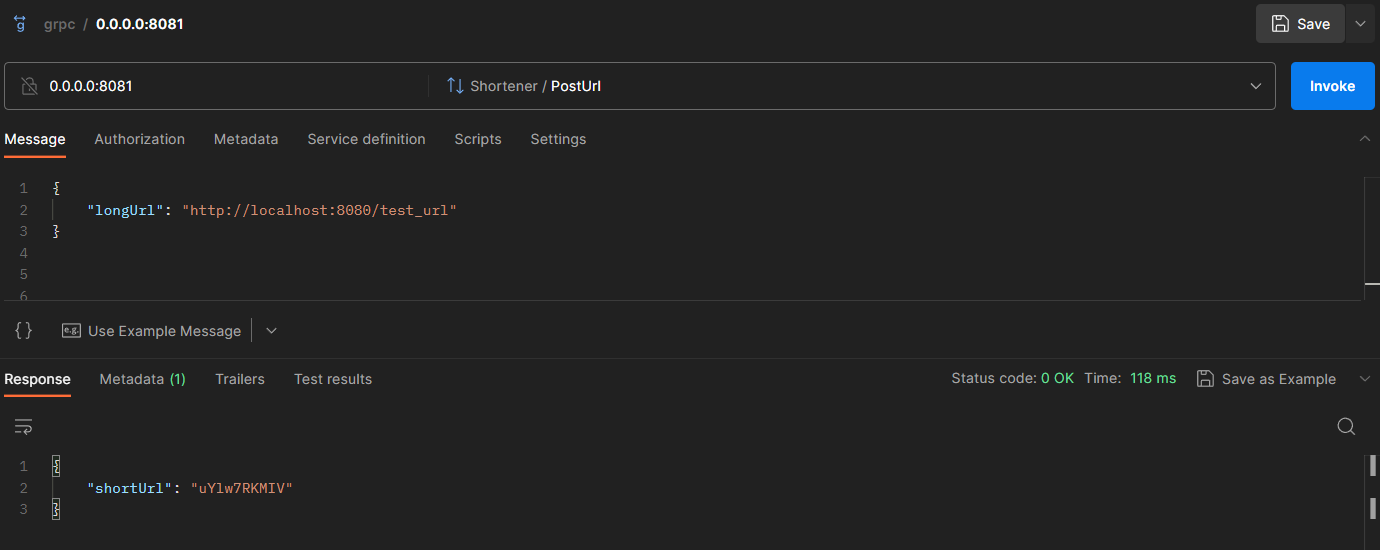 grpc / 0.0.0.0:8081
Save
0.0.0.0:8081
Shortener / PostUrl
Invoke
Message Authorization Metadata Service definition Scripts Settings
1 {
2 "longUrl": "http://localhost:8080/test_url"
3 }
4
5
6
{} e.g. Use Example Message
Response Metadata (1) Trailers Test results Status code: 0 OK Time: 118 ms Save as Example
1 {
2 "shortUrl": "uYlw7RKMIV"
3 }